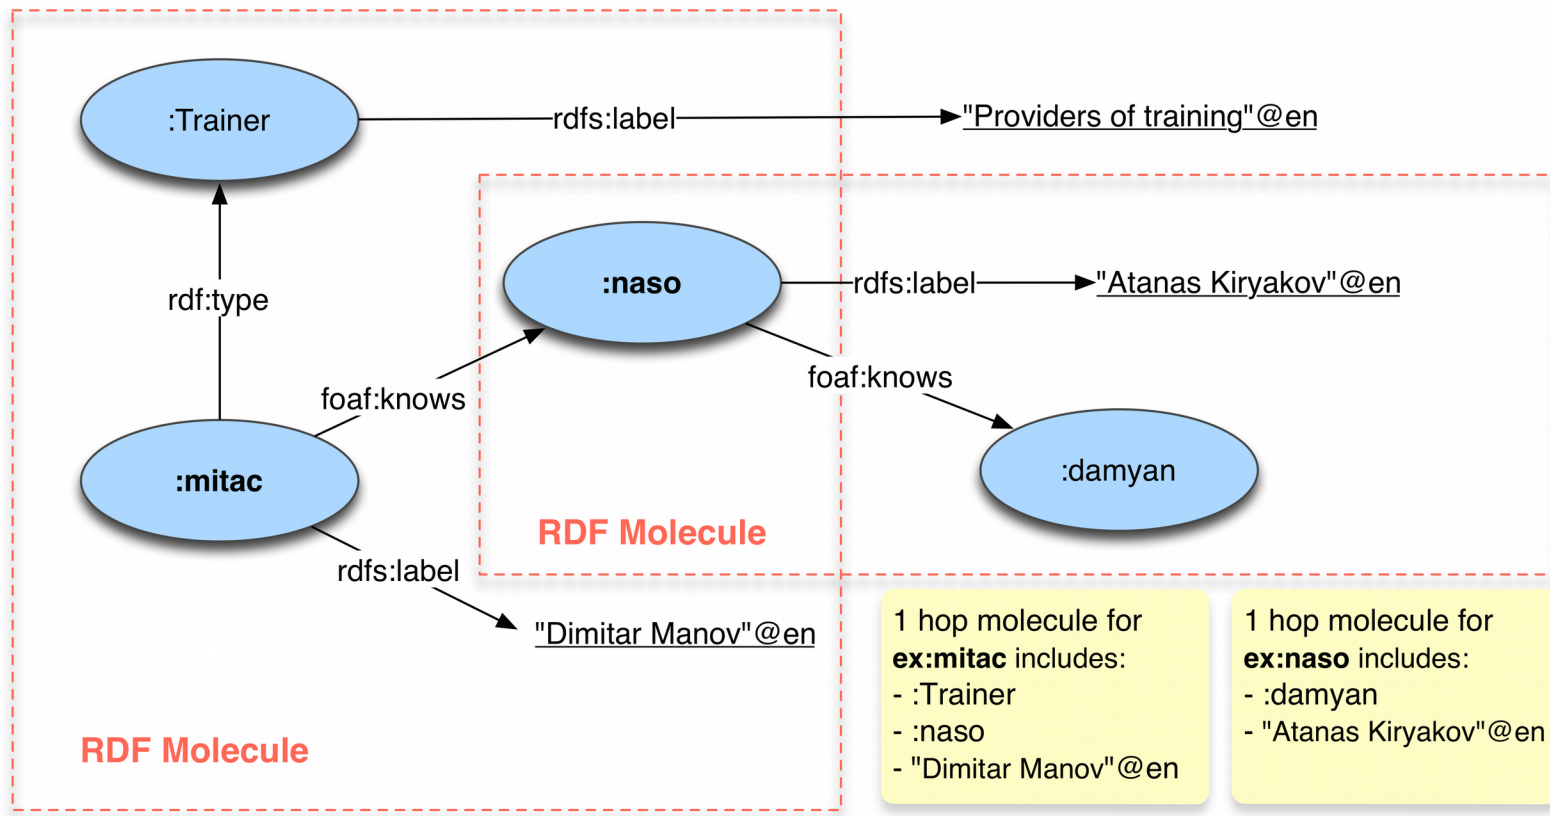 :Trainer
rdfs:label
"Providers of training"@en
:naso
rdfs:label
"Atanas Kiryakov"@en
rdf:type
foaf:knows
foaf:knows
:mitac
:damyan
RDF Molecule
rdfs:label
"Dimitar Manov"@en
RDF Molecule
1 hop molecule for
ex:mitac includes:
- :Trainer
- :naso
- "Dimitar Manov"@en
1 hop molecule for
ex:naso includes:
- :damyan
- "Atanas Kiryakov"@en